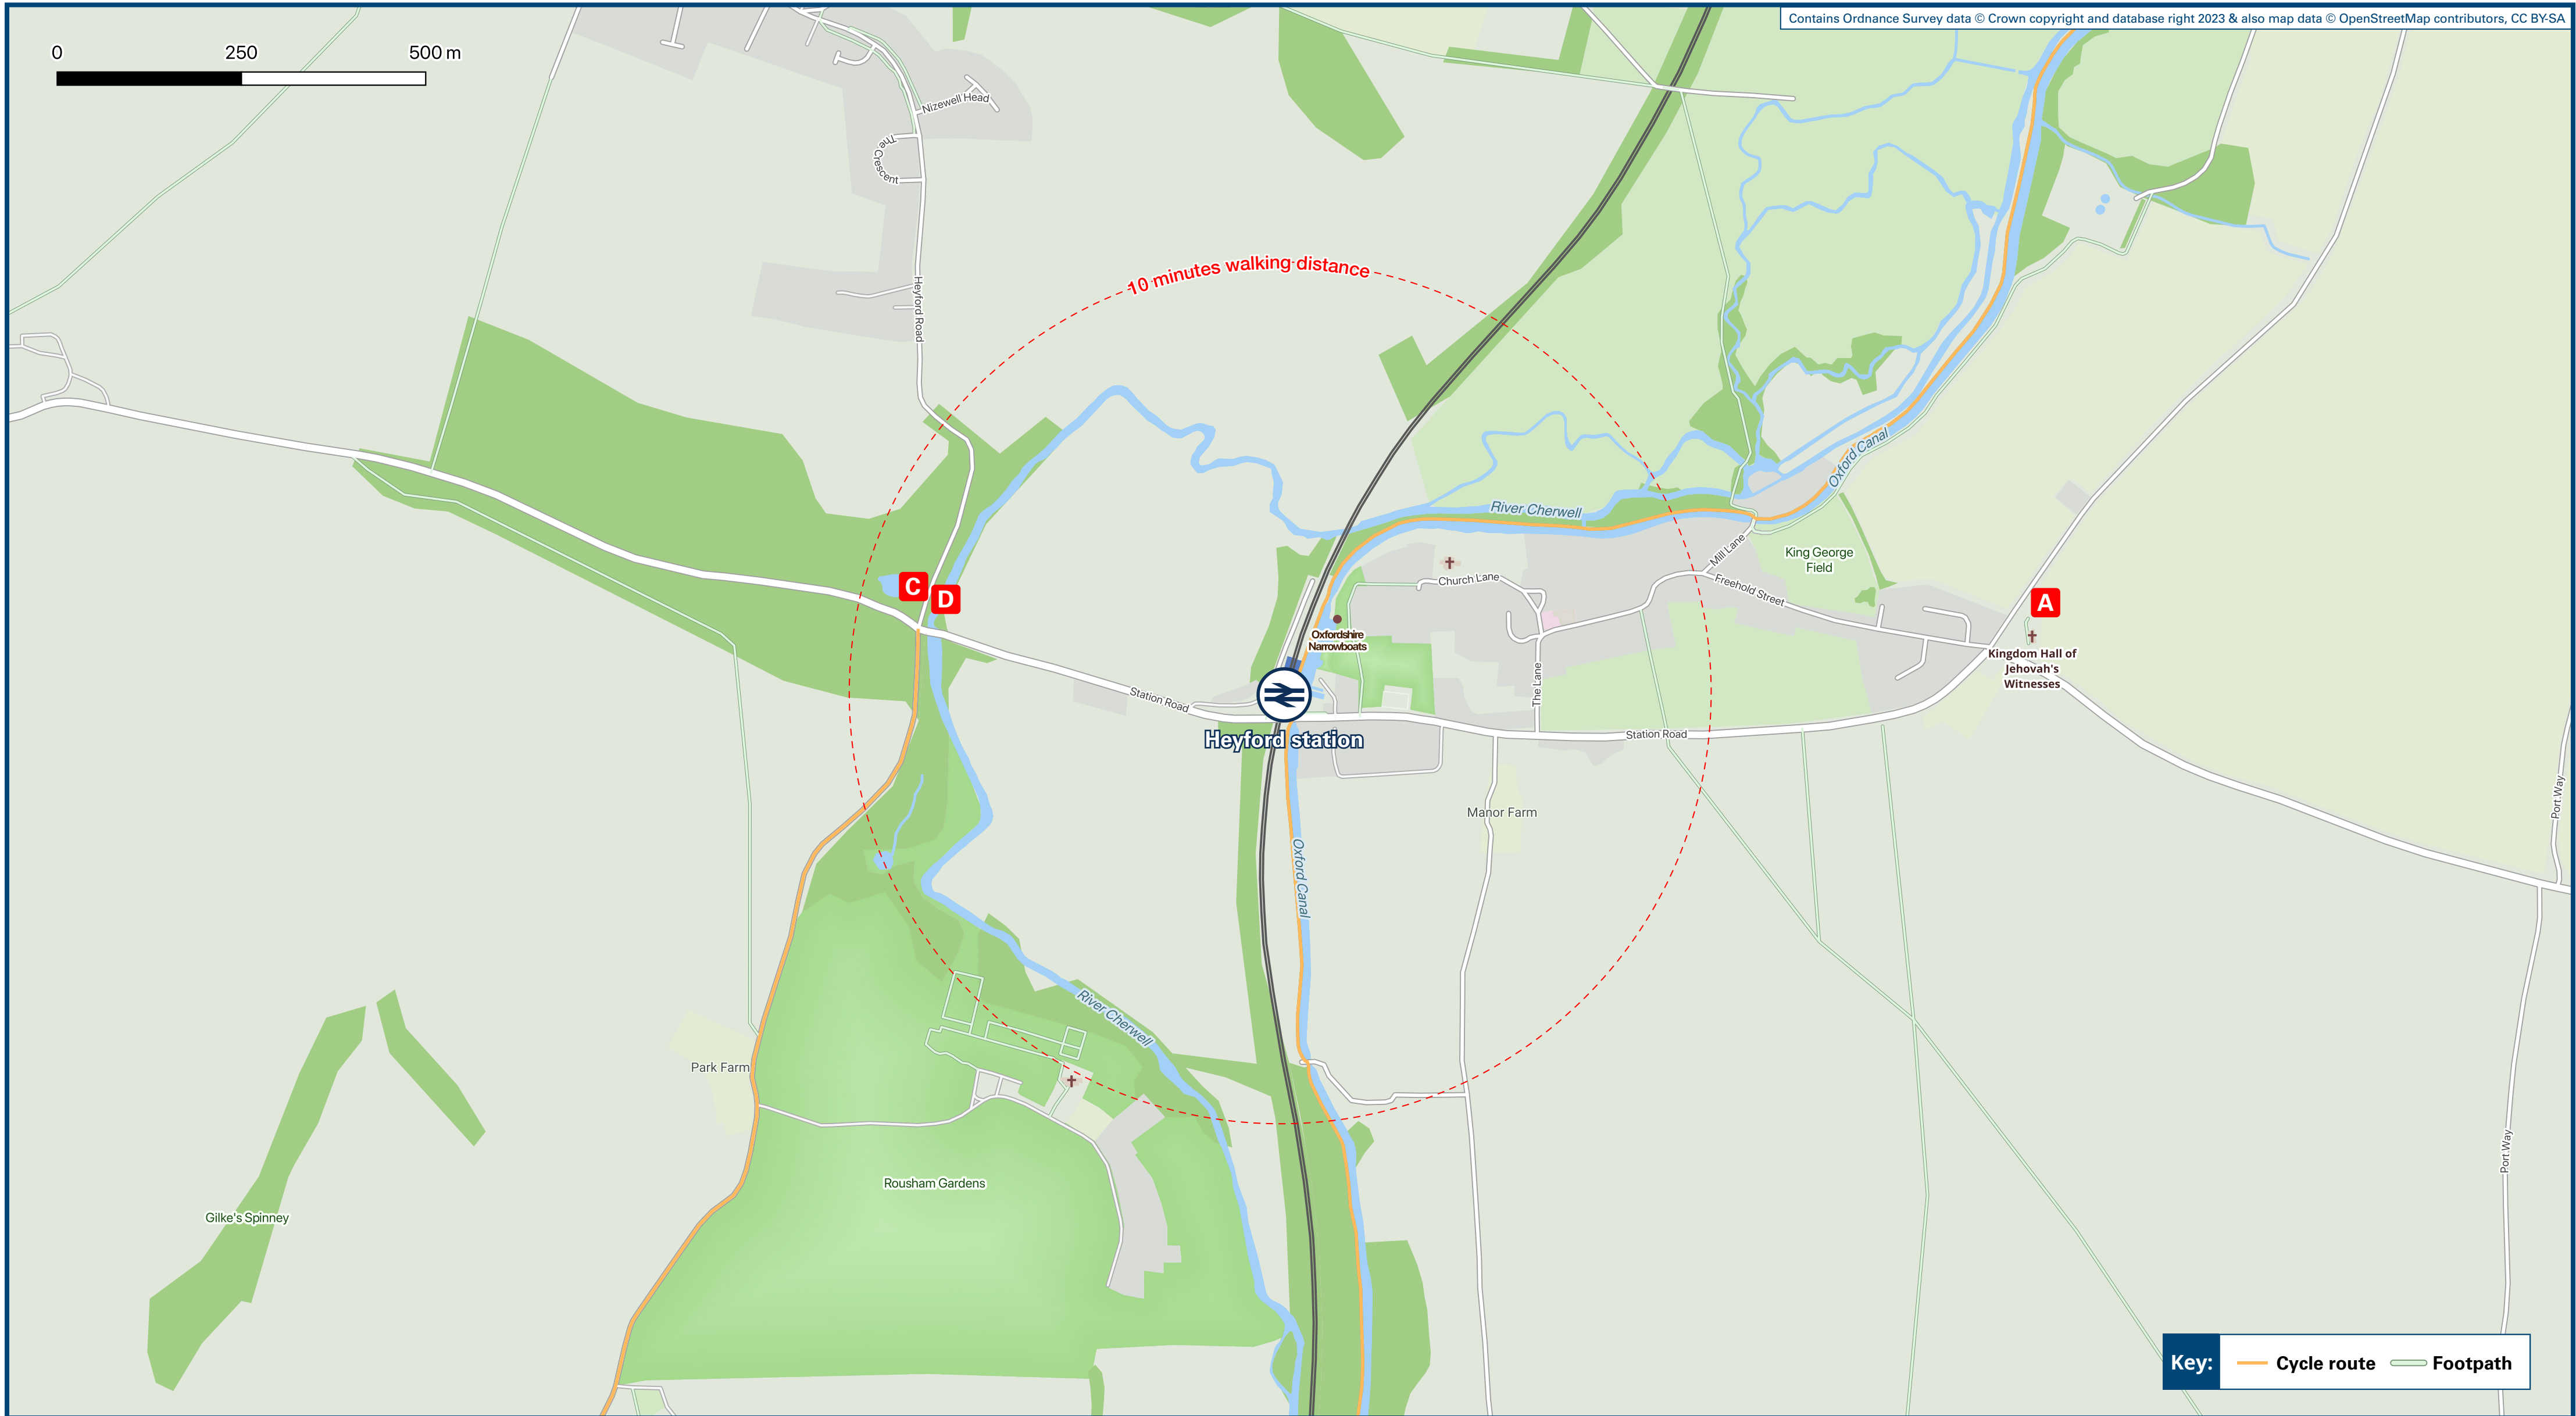 Contains Ordnance Survey data © Crown copyright and database right 2023 & also map data © OpenStreetMap contributors, CC BY-SA
0 250 500 m
Nizewell Head
The Crescent
Heyford Road
10 minutes walking distance
Oxford Canal
River Cherwell
Mill Lane
King George
Field
Church Lane
Freehold Street
C
D
A
Oxfordshire
Narrowboats
Kingdom Hall of
Jehovah's
Witnesses
The Lane
Station Road
Station Road
Heyford station
Manor Farm
Port Way
Oxford Canal
River Cherwell
Park Farm
Port Way
Rousham Gardens
Gilke's Spinney
Key: Cycle route Footpath